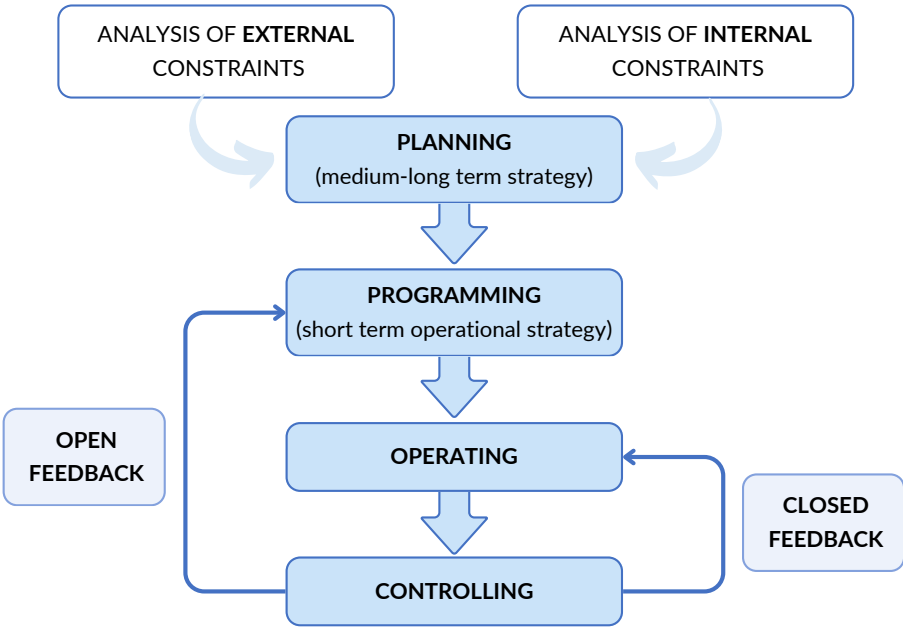 ANALYSIS OF EXTERNAL
CONSTRAINTS
ANALYSIS OF INTERNAL
CONSTRAINTS
PLANNING
(medium-long term strategy)
PROGRAMMING
(short term operational strategy)
OPEN
FEEDBACK
OPERATING
CLOSED
FEEDBACK
CONTROLLING